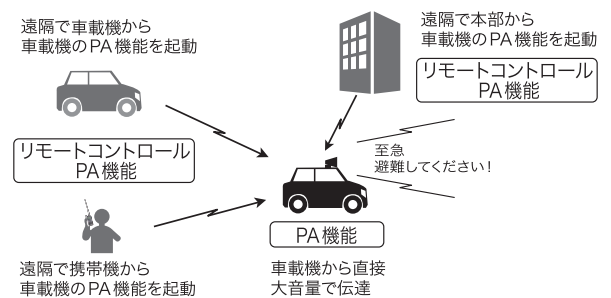 遠隔で車載機から
車載機のPA機能を起動
リモートコントロール
PA機能
遠隔で携帯機から
車載機のPA機能を起動
遠隔で本部から
車載機のPA機能を起動
リモートコントロール
PA機能
至急
避難してください!
PA機能
車載機から直接
大音量で伝達